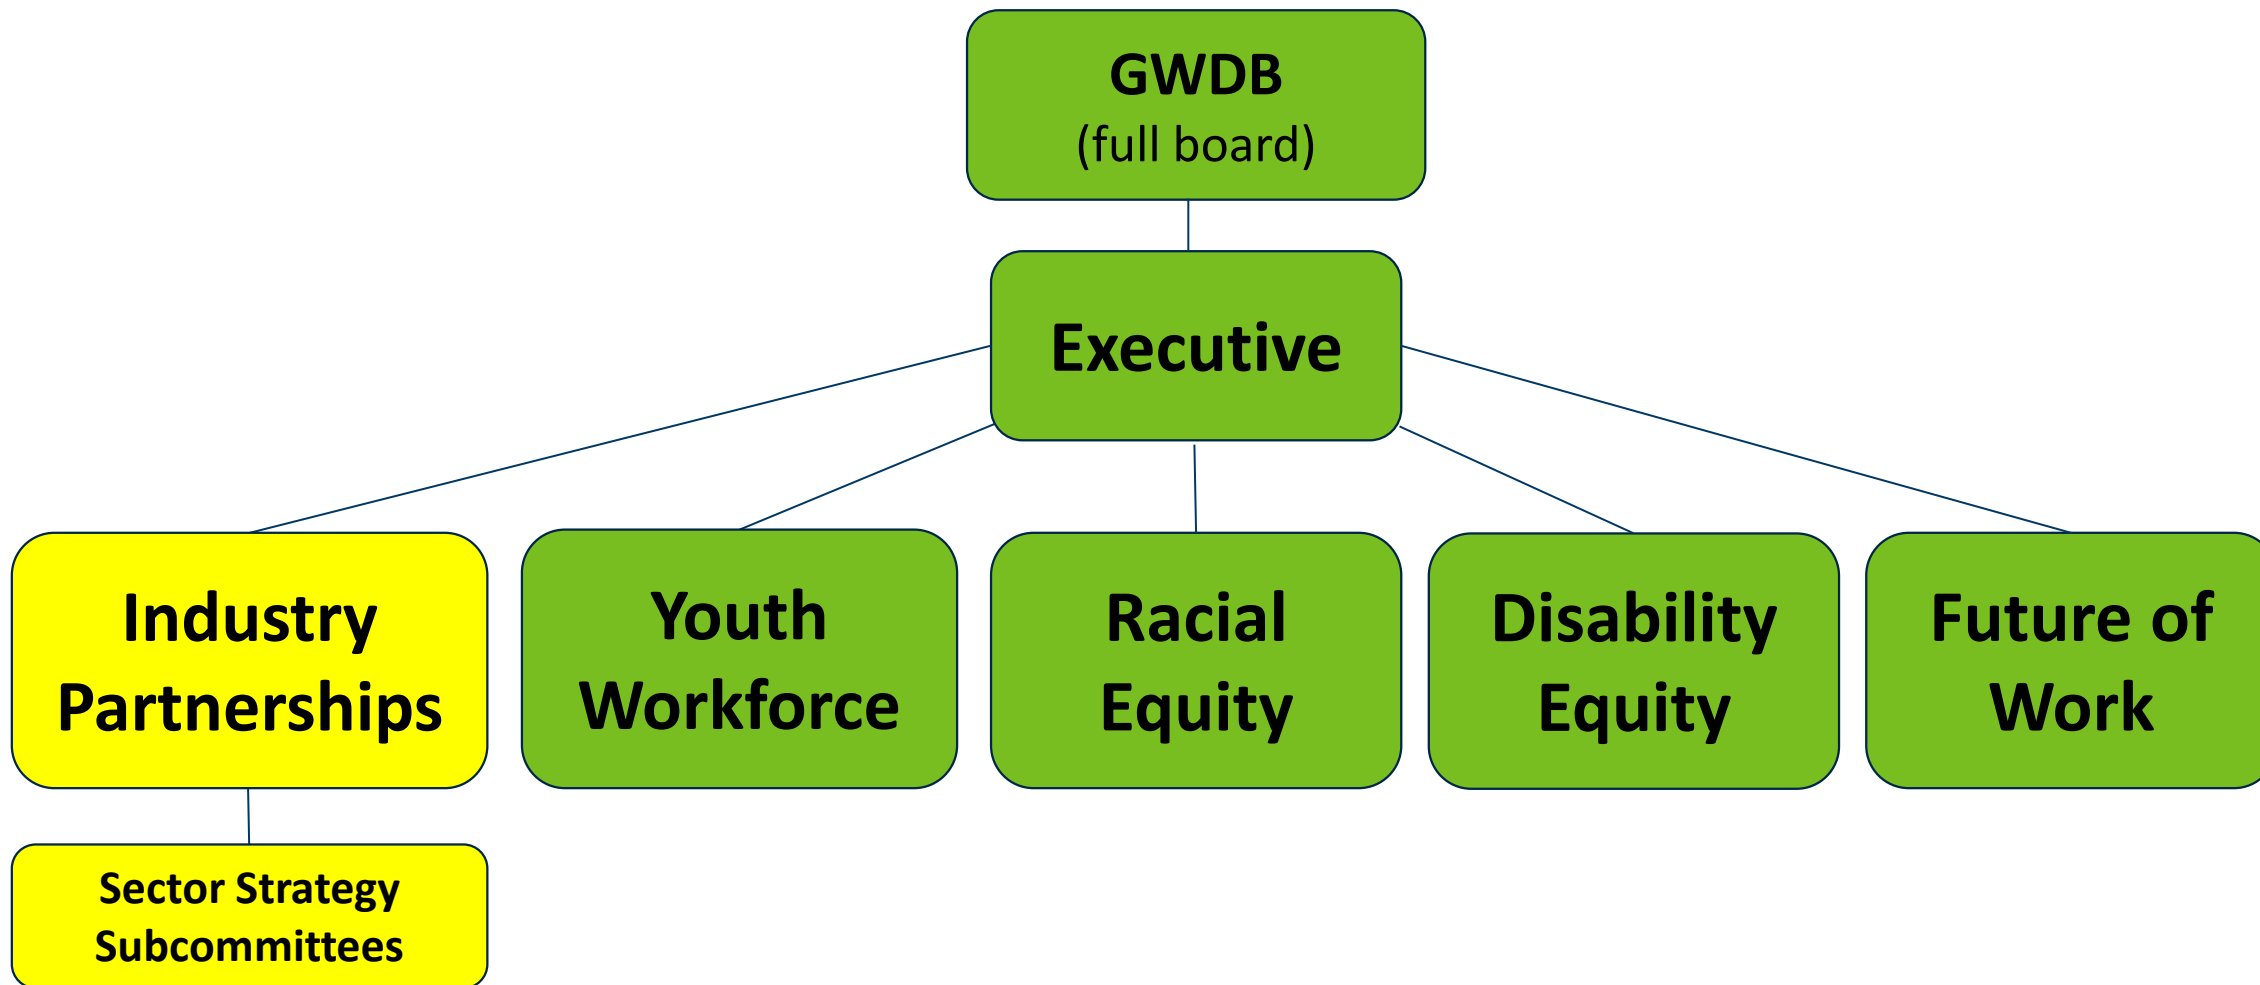 GWDB
(full board)
Executive
Industry
Partnerships
Youth
Workforce
Racial
Equity
Disability
Equity
Future of
Work
Sector Strategy
Subcommittees